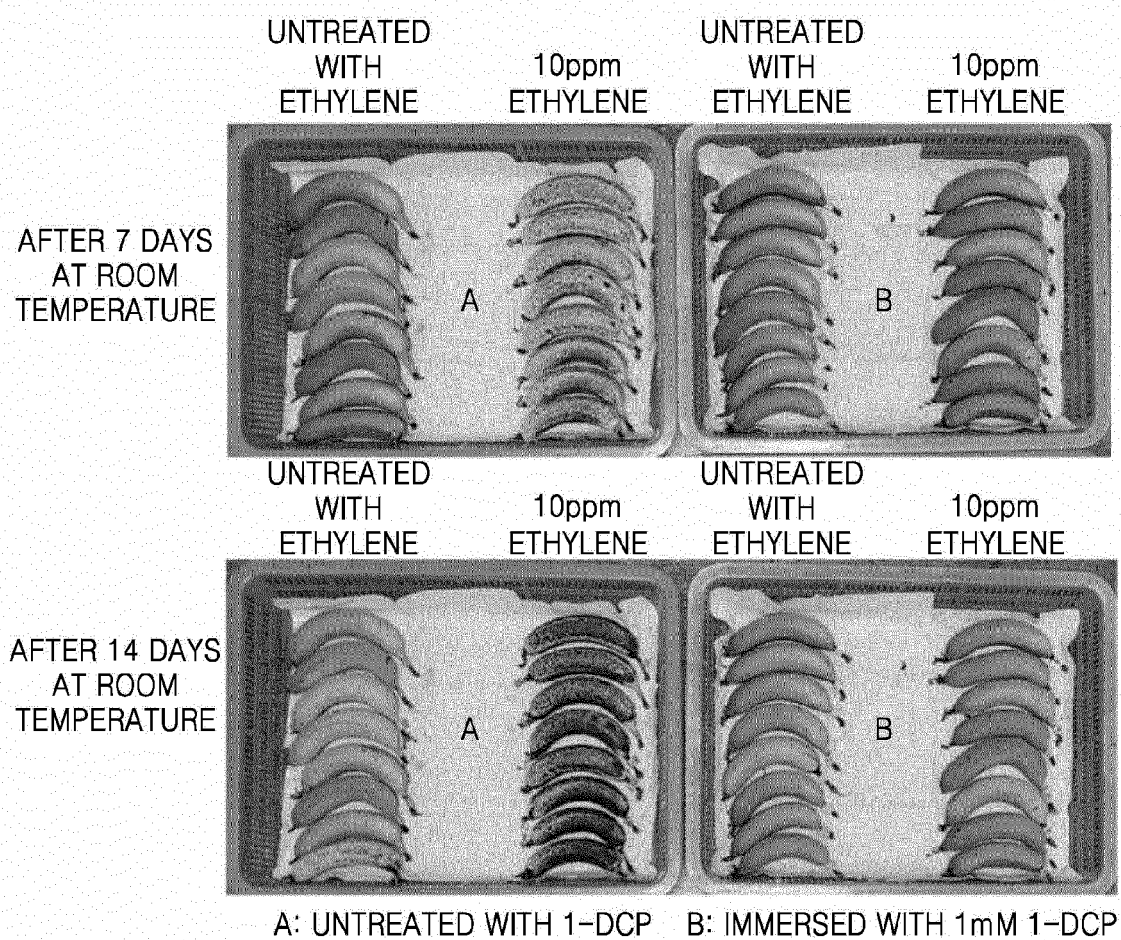 UNTREATED
WITH
ETHYLENE
10ppm
ETHYLENE
UNTREATED
WITH
ETHYLENE
10ppm
ETHYLENE
AFTER 7 DAYS
AT ROOM
TEMPERATURE
A
B
UNTREATED
WITH
ETHYLENE
10ppm
ETHYLENE
UNTREATED
WITH
ETHYLENE
10ppm
ETHYLENE
AFTER 14 DAYS
AT ROOM
TEMPERATURE
A
B
A: UNTREATED WITH 1-DCP B: IMMERSED WITH 1mM 1-DCP